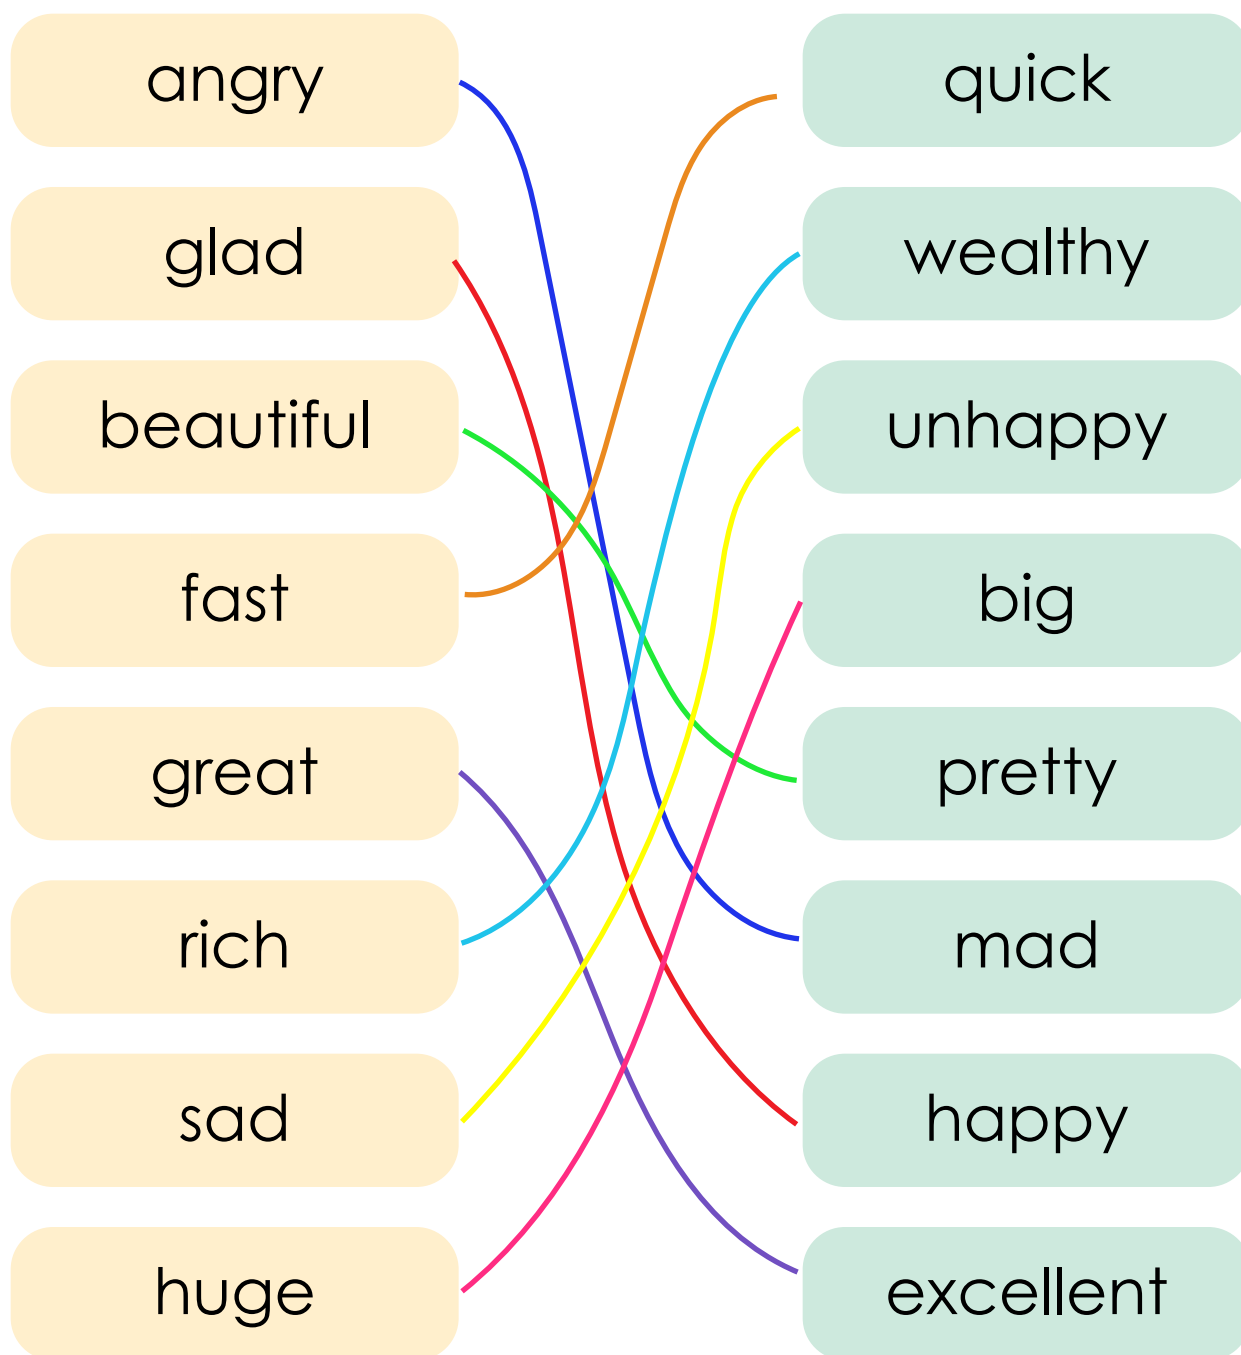 angry quick
glad wealthy
beautiful unhappy
fast big
great pretty
rich mad
sad happy
huge excellent